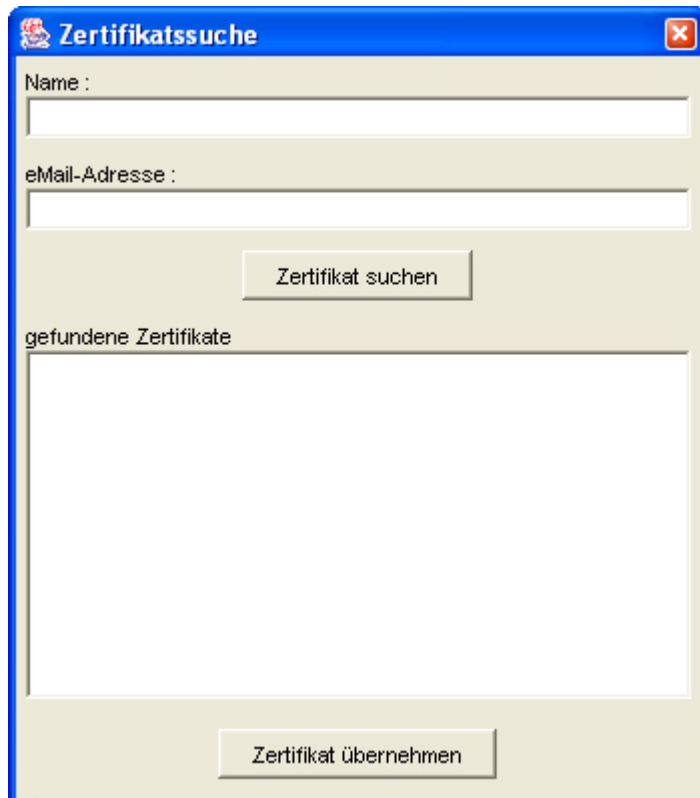 Zertifikatssuche
Name :
eMail-Adresse :
Zertifikat suchen
gefundene Zertifikate
Zertifikat übernehmen